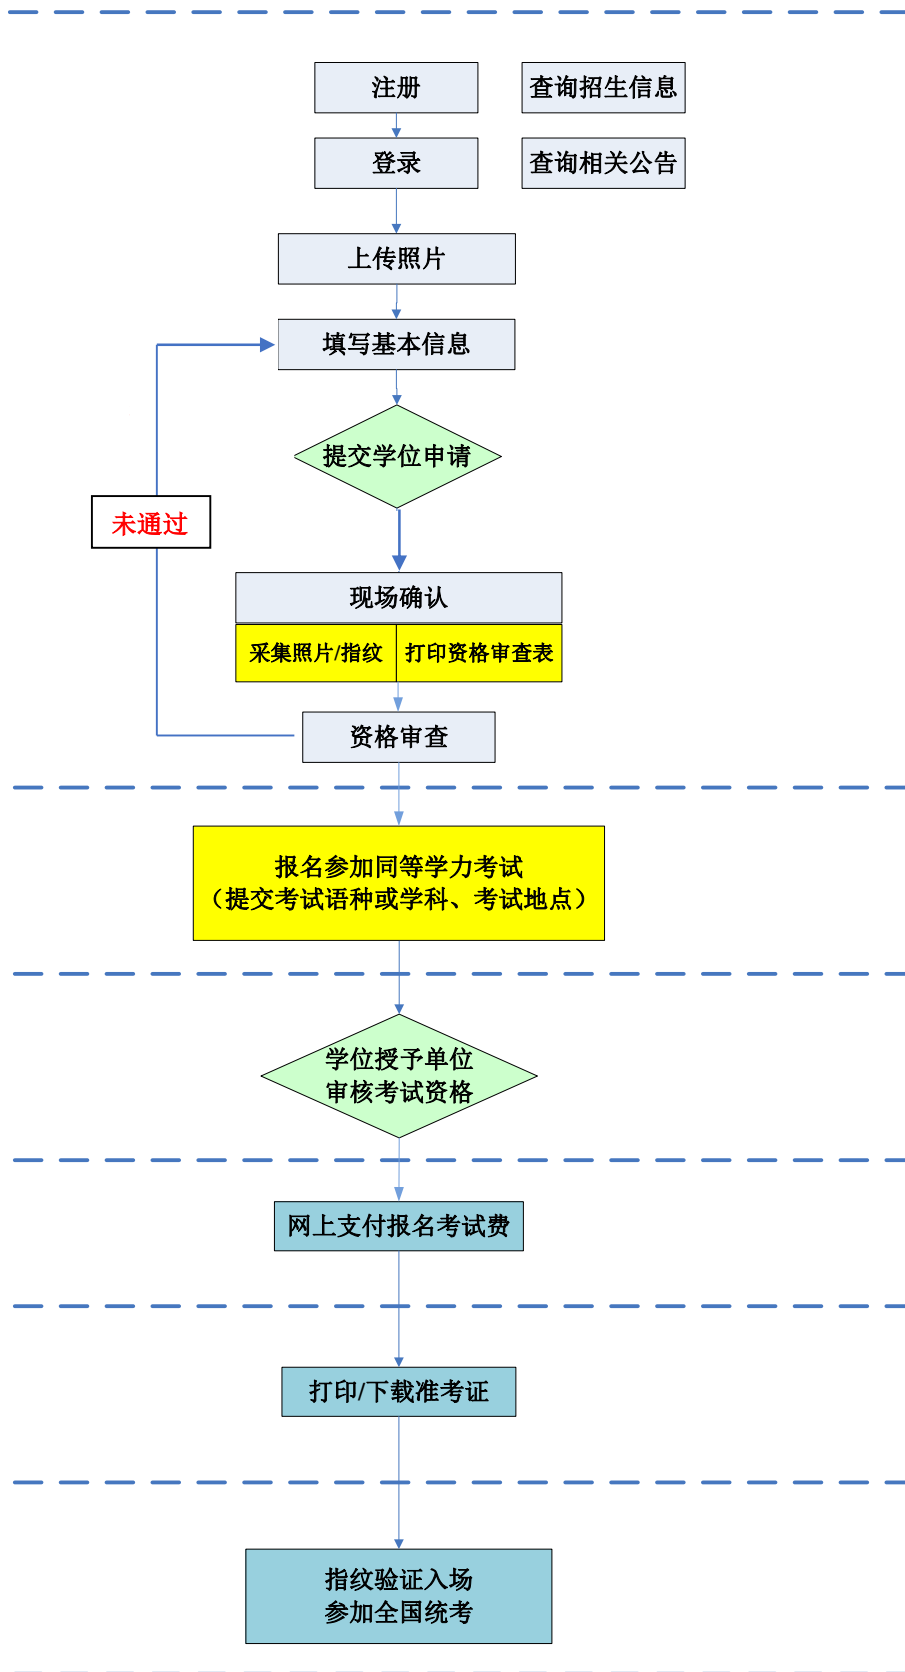 注册
查询招生信息
登录
查询相关公告
上传照片
填写基本信息
提交学位申请
未通过
现场确认
采集照片/指纹
打印资格审查表
资格审查
报名参加同等学力考试
（提交考试语种或学科、考试地点）
学位授予单位
审核考试资格
网上支付报名考试费
打印/下载准考证
指纹验证入场
参加全国统考